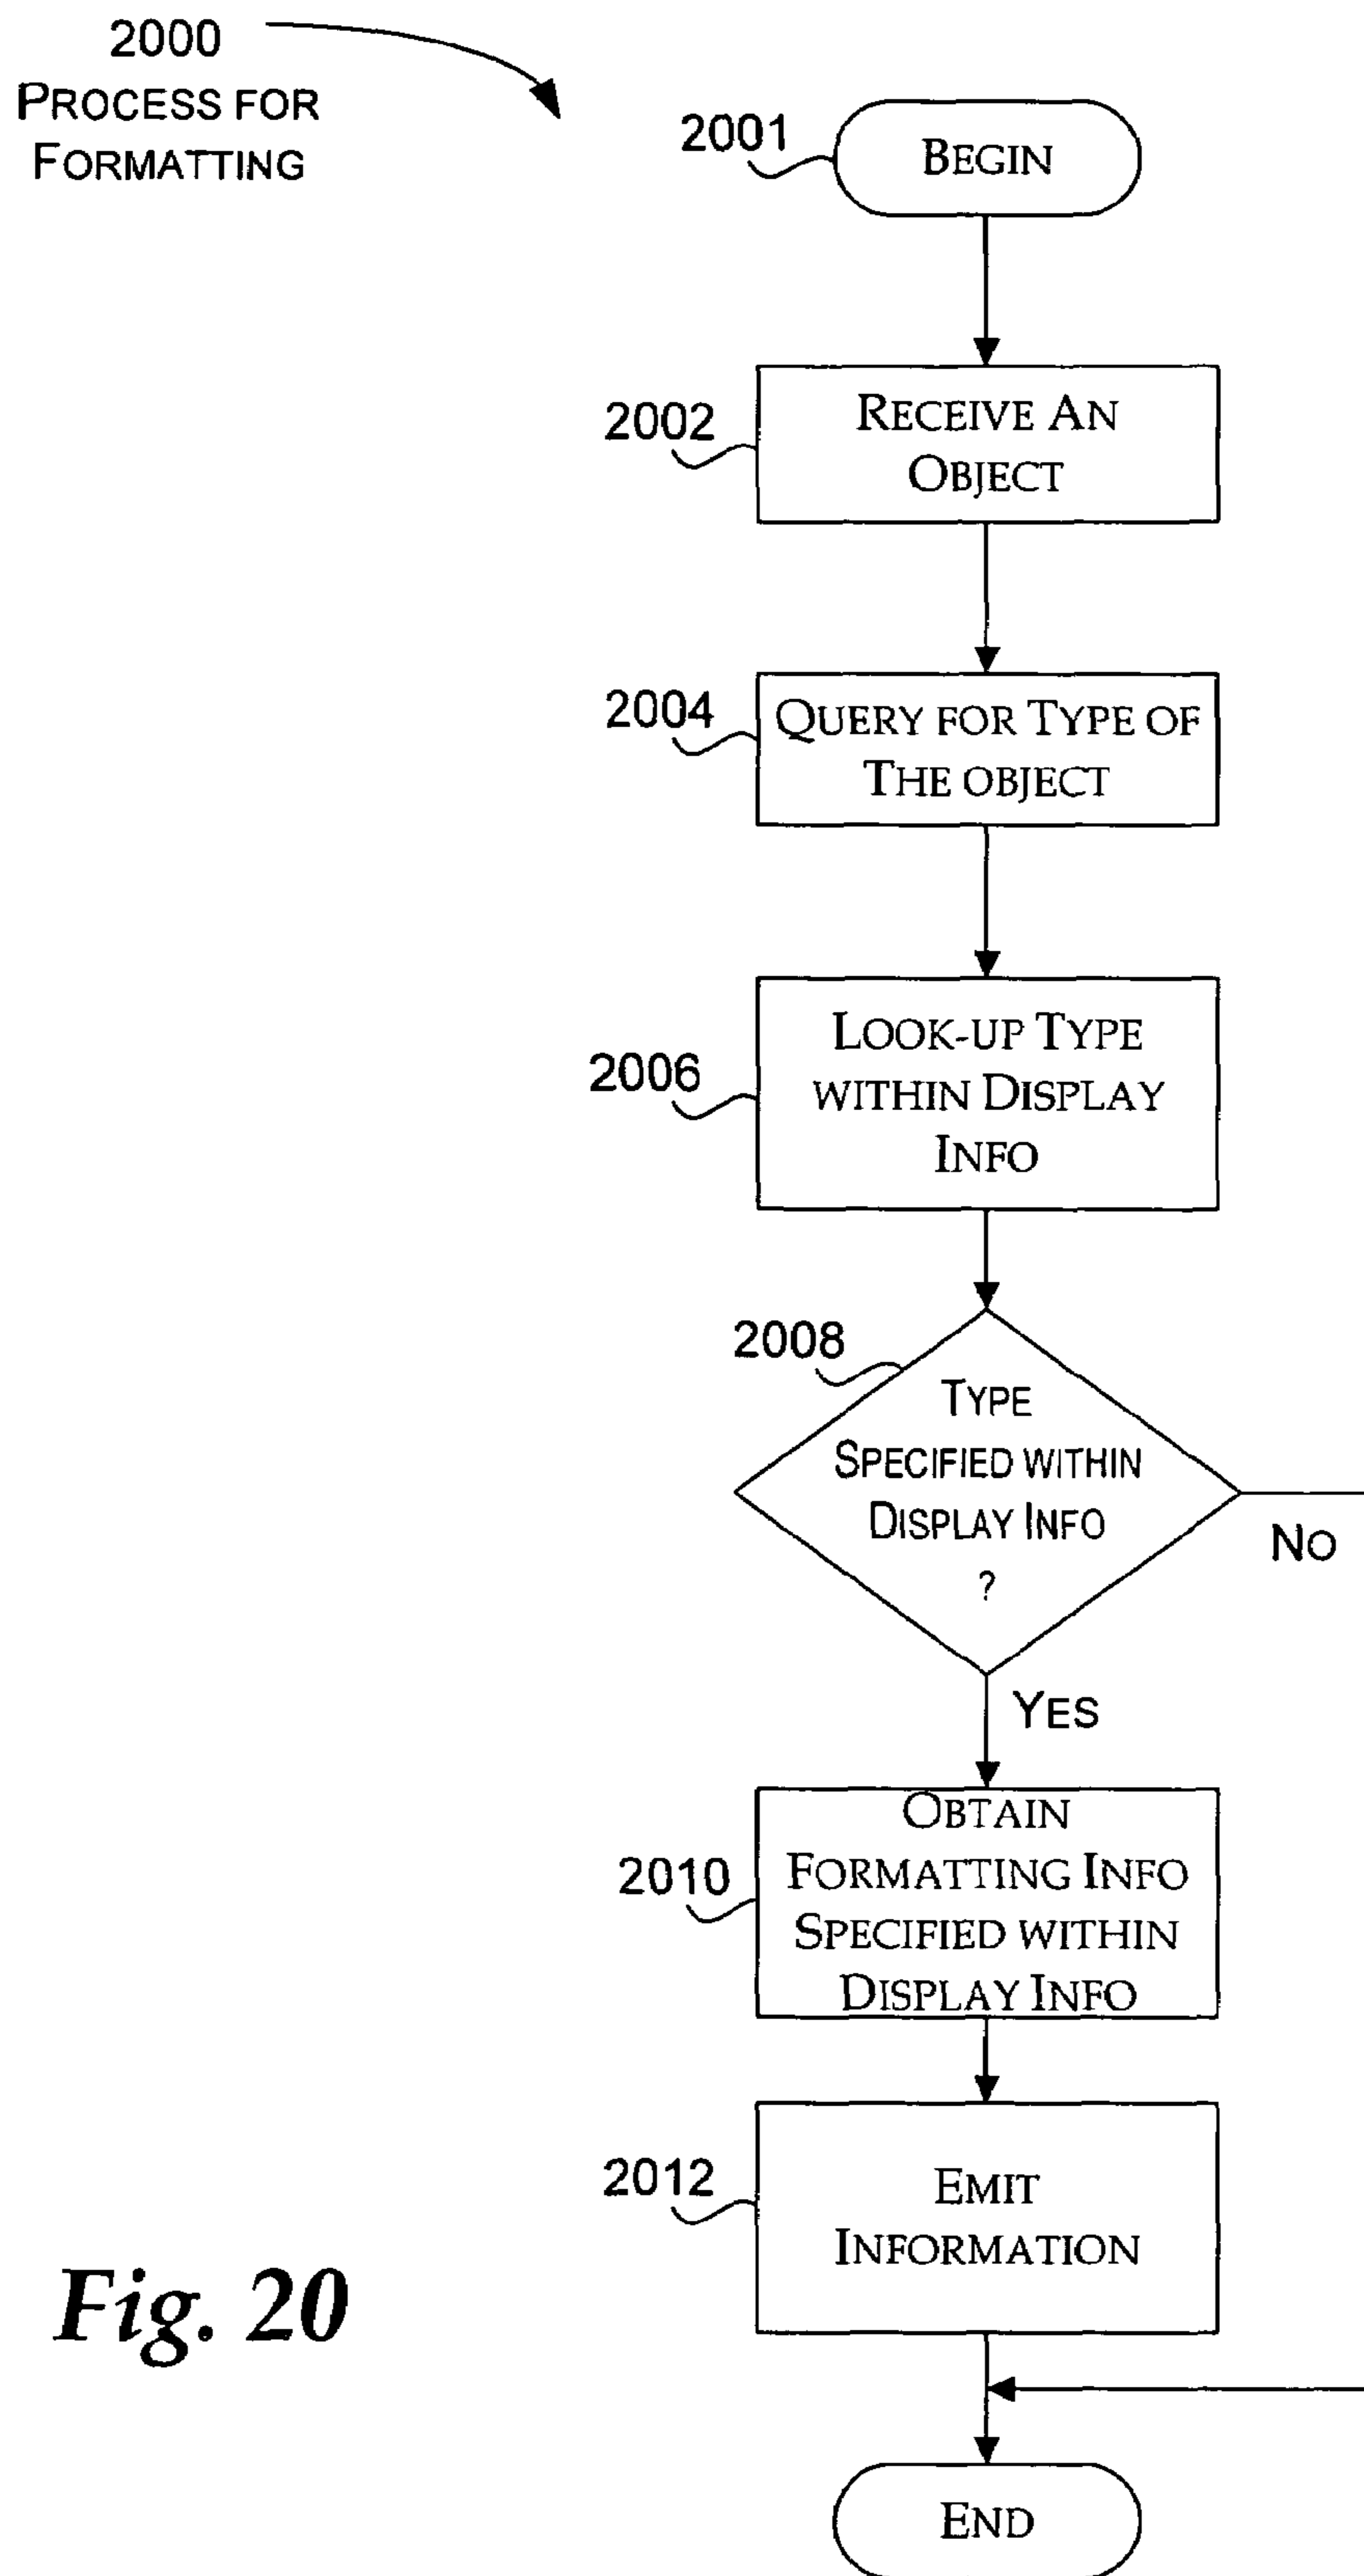 2000
PROCESS FOR
FORMATTING
2001
BEGIN
2002
RECEIVE AN
OBJECT
2004
QUERY FOR TYPE OF
THE OBJECT
2006
LOOK-UP TYPE
WITHIN DISPLAY
INFO
2008
TYPE
SPECIFIED WITHIN
DISPLAY INFO
?
NO
YES
2010
OBTAIN
FORMATTING INFO
SPECIFIED WITHIN
DISPLAY INFO
2012
EMIT
INFORMATION
Fig. 20
END